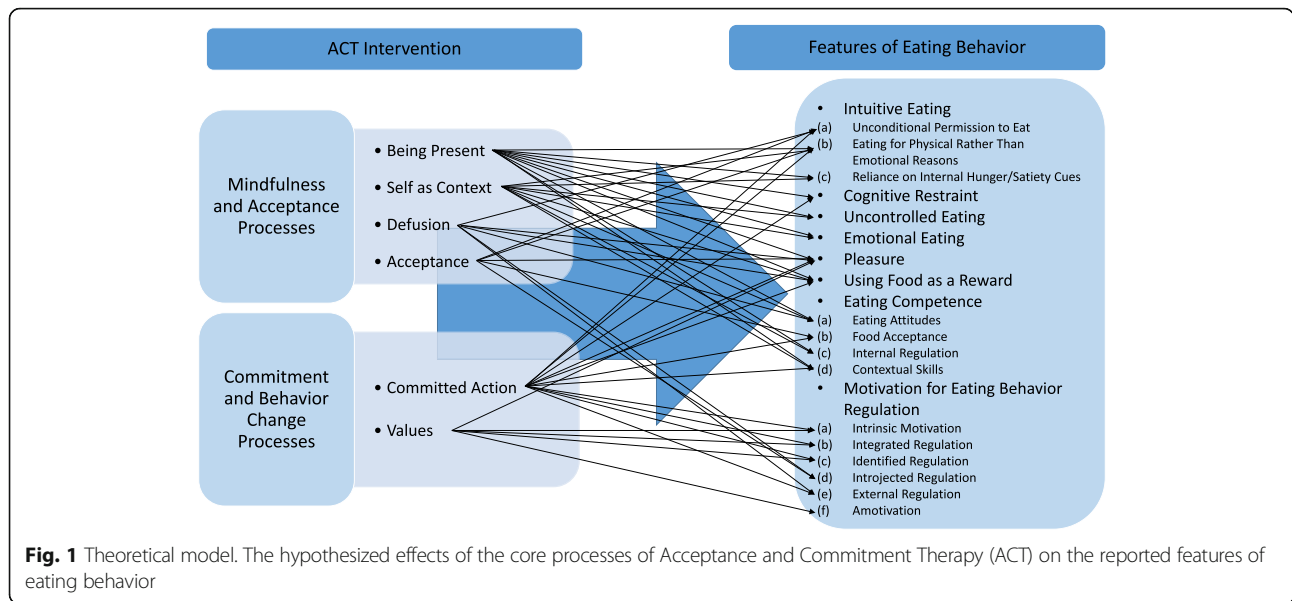 ACT Intervention
Features of Eating Behavior
Mindfulness
and Acceptance
Processes
• Being Present
• Self as Context
• Defusion
• Acceptance
Commitment
and Behavior
Change
Processes
• Committed Action
• Values
• Intuitive Eating
(a) Unconditional Permission to Eat
(b) Eating for Physical Rather Than
Emotional Reasons
(c) Reliance on Internal Hunger/Satiety Cues
• Cognitive Restraint
• Uncontrolled Eating
• Emotional Eating
• Pleasure
• Using Food as a Reward
• Eating Competence
(a) Eating Attitudes
(b) Food Acceptance
(c) Internal Regulation
(d) Contextual Skills
• Motivation for Eating Behavior
Regulation
(a) Intrinsic Motivation
(b) Integrated Regulation
(c) Identified Regulation
(d) Introjected Regulation
(e) External Regulation
(f) Amotivation
Fig. 1 Theoretical model. The hypothesized effects of the core processes of Acceptance and Commitment Therapy (ACT) on the reported features of
eating behavior